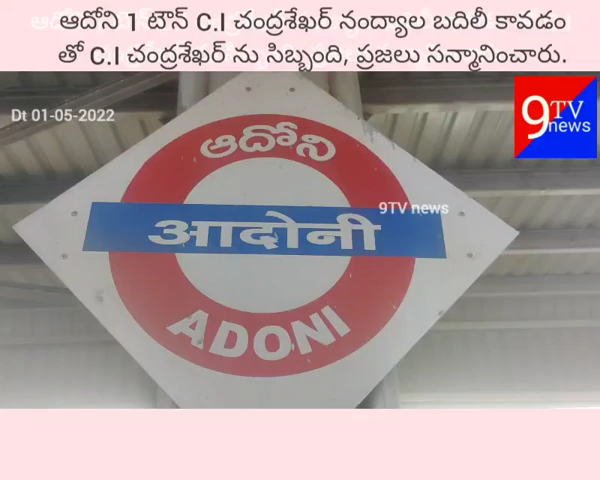 ఆదోని 1 టౌన్ C.I చంద్రశేఖర్ నంద్యాల బదిలీ కావడం
తో C.I చంద్రశేఖర్ ను సిబ్బంది, ప్రజలు సన్మానించారు.
Dt 01-05-2022
9TV news
ఆదోని
9TV news
आदोनी
ADONI